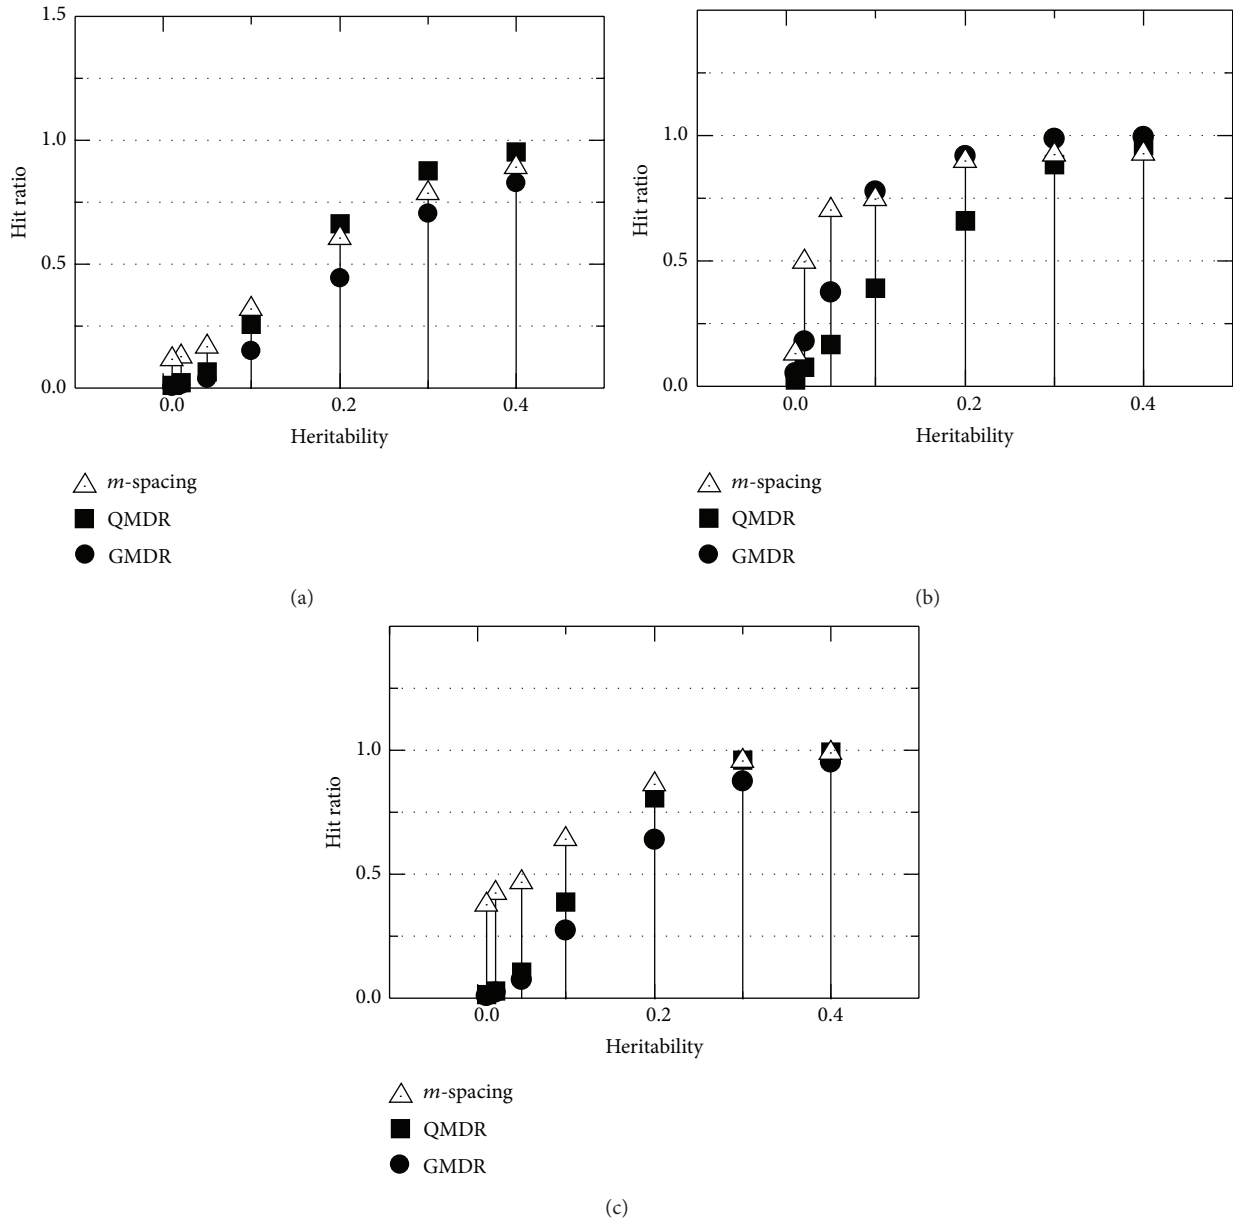 1.5
1.0
0.5
0.0
Hit ratio
0.0 0.2 0.4
Heritability
m-spacing
QMDR
GMDR
(a)
1.0
0.5
0.0
Hit ratio
0.0 0.2 0.4
Heritability
m-spacing
QMDR
GMDR
(b)
1.0
0.5
0.0
Hit ratio
0.0 0.2 0.4
Heritability
m-spacing
QMDR
GMDR
(c)